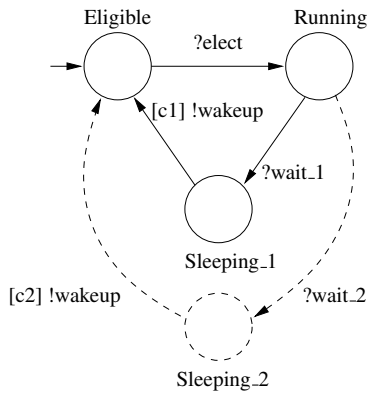 Eligible
Running
?elect
[c1] !wakeup
?wait_1
Sleeping_1
[c2] !wakeup
?wait_2
Sleeping_2